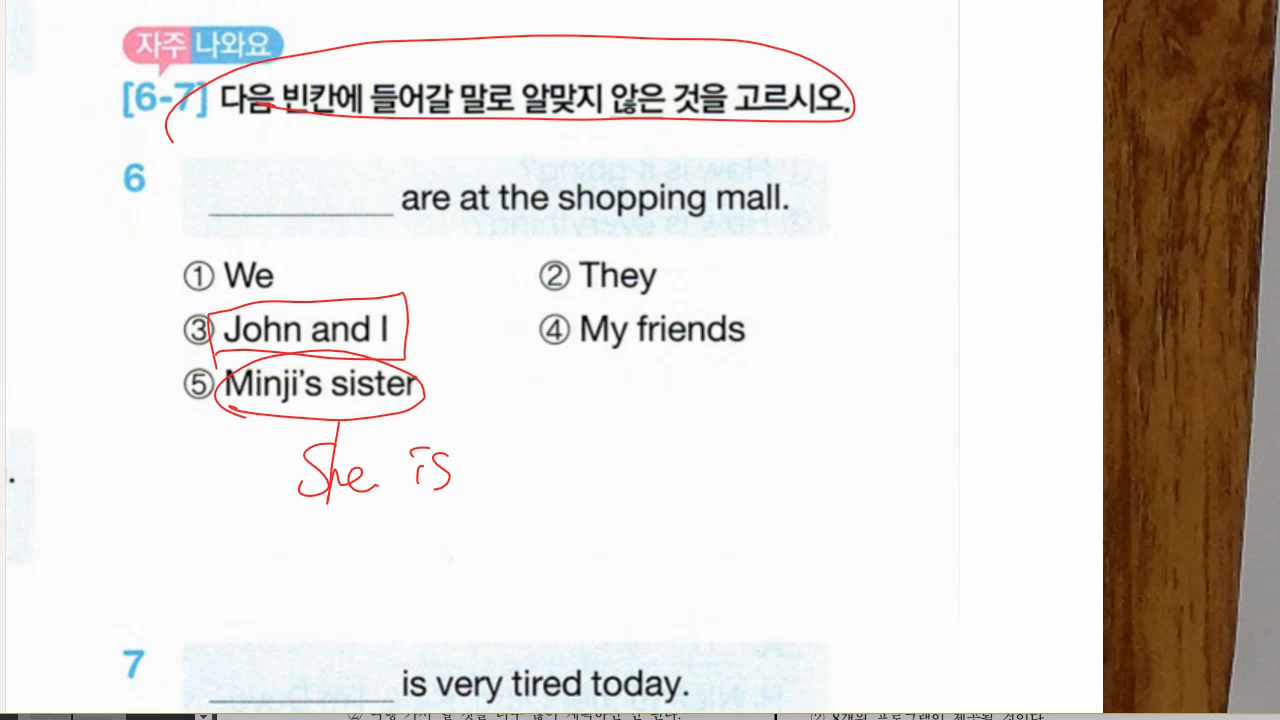 자주 나와요
[6-7] 다음 빈칸에 들어갈 말로 알맞지 않은 것을 고르시오.
6
__________ are at the shopping mall.
① We ② They
③ John and I ④ My friends
⑤ Minji's sister
She is
7
__________ is very tired today.